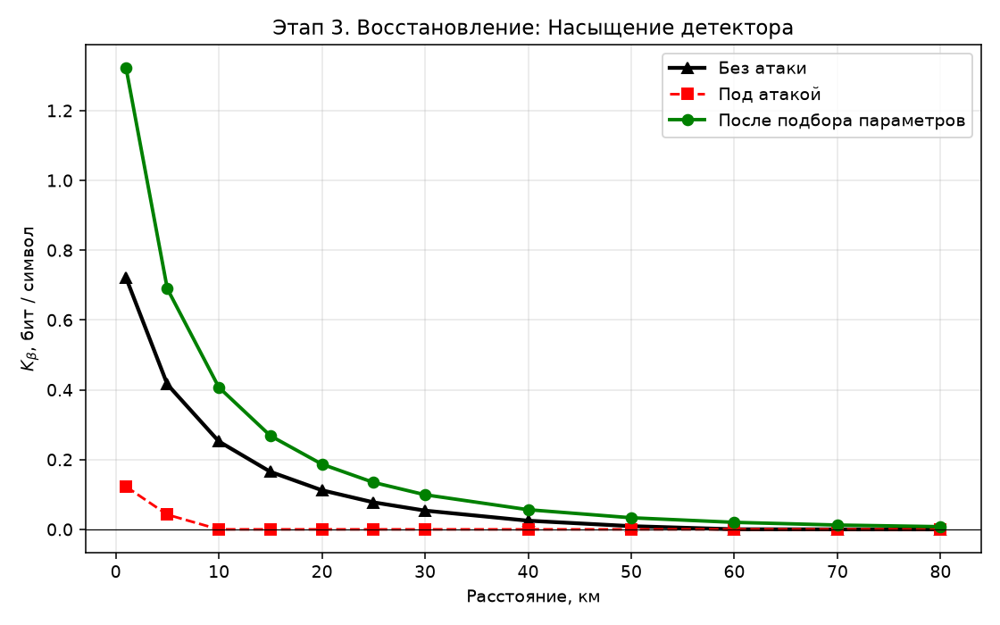 Этап 3. Восстановление: Насыщение детектора
Без атаки
Под атакой
После подбора параметров
Kβ, бит / символ
1.2
1.0
0.8
0.6
0.4
0.2
0.0
0 10 20 30 40 50 60 70 80
Расстояние, км